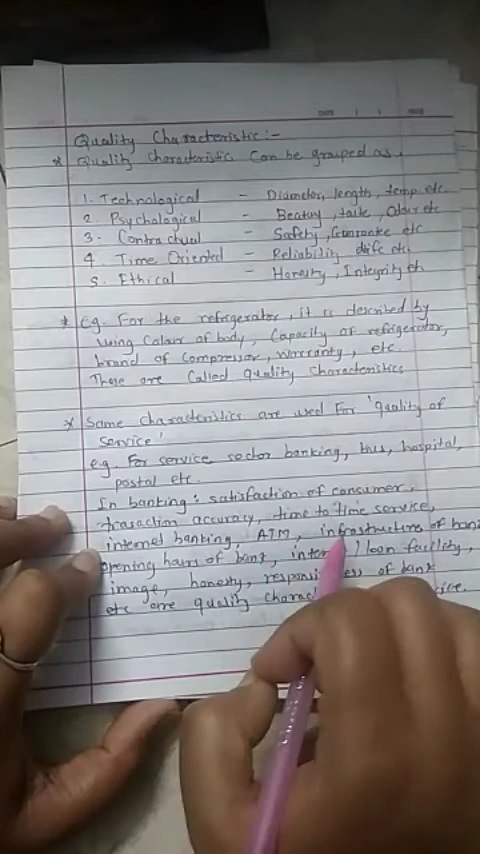 Quality Characteristic :-
* Quality characteristic can be grouped as.
1. Technological - Diameter, length, temp etc.
2. Psychological - Beatuy, taste, Odour etc
3. Contractual - Safety, Guarantee etc
4. Time Oriented - Reliability etc
5. Ethical - Honesty, Integrity etc
* e.g. For the refrigerator, it is described by
using Colour of body, Capacity of refrigerator,
brand of compressor, warranty, etc.
These are Called quality characteristics
* Same characteristics are used for 'quality of
service'
e.g. For service sector banking, bus, hospital,
postal etc.
In banking: satisfaction of consumer,
trasaction accuracy, time to time service,
internet banking, ATM, infrastructure of bank
opening hours of bank, loan facility,
image, honesty, of bank
etc are quality